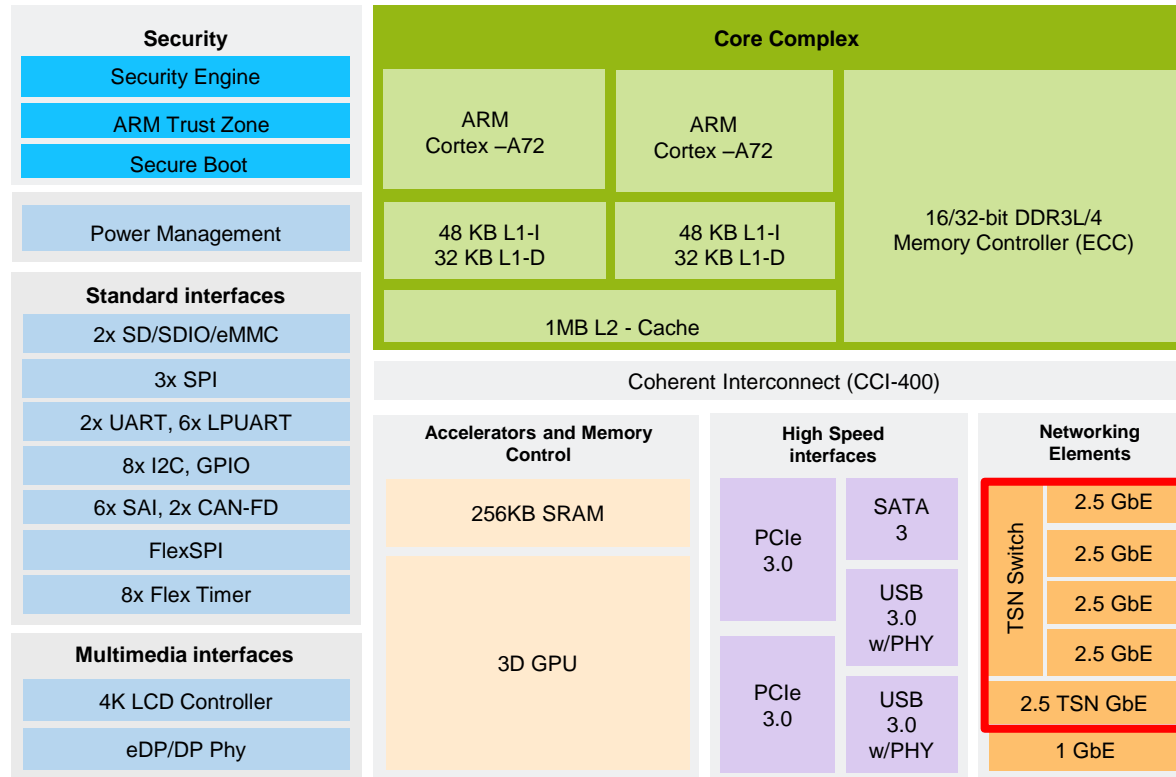 Security
Security Engine
ARM Trust Zone
Secure Boot
Power Management
Standard interfaces
2x SD/SDIO/eMMC
3x SPI
2x UART, 6x LPUART
8x I2C, GPIO
6x SAI, 2x CAN-FD
FlexSPI
8x Flex Timer
Multimedia interfaces
4K LCD Controller
eDP/DP Phy
Core Complex
ARM
Cortex –A72
ARM
Cortex –A72
48 KB L1-I
32 KB L1-D
48 KB L1-I
32 KB L1-D
1MB L2 - Cache
16/32-bit DDR3L/4
Memory Controller (ECC)
Coherent Interconnect (CCI-400)
Accelerators and Memory
Control
256KB SRAM
3D GPU
High Speed
interfaces
PCIe
3.0
PCIe
3.0
SATA
3
USB
3.0
w/PHY
USB
3.0
w/PHY
Networking
Elements
TSN Switch
2.5 GbE
2.5 GbE
2.5 GbE
2.5 GbE
2.5 TSN GbE
1 GbE